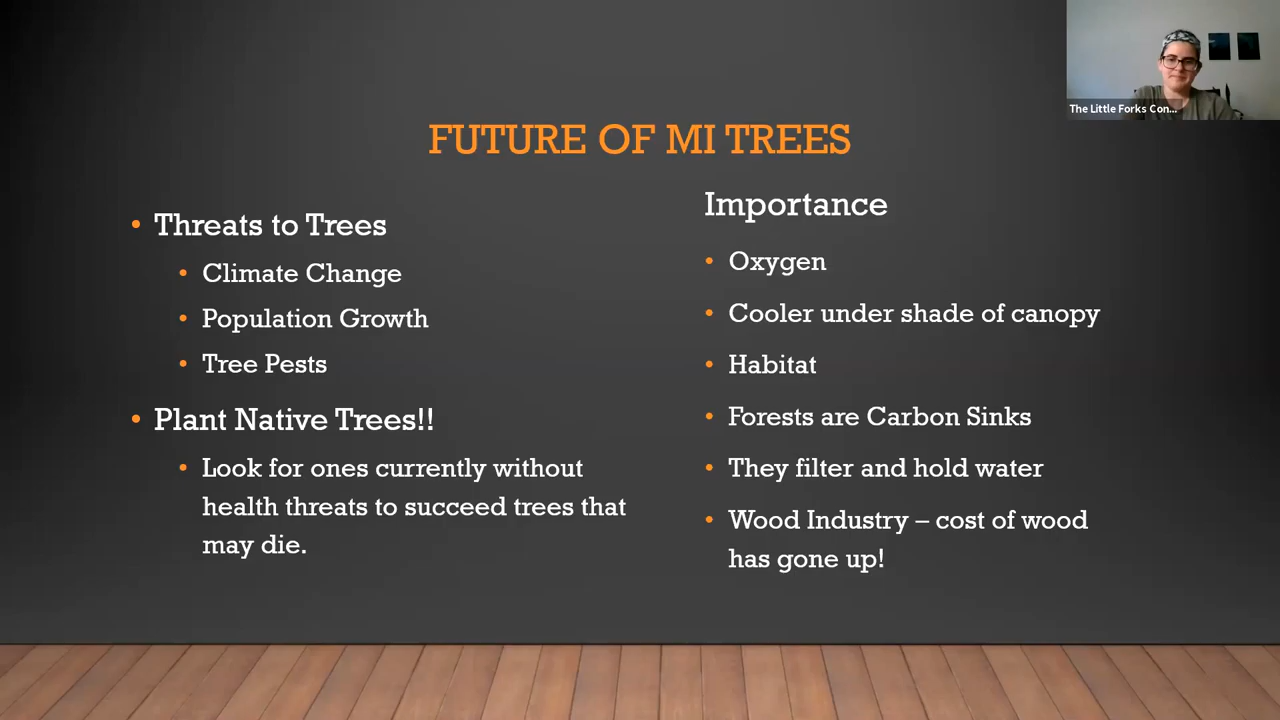 The Little Forks Con...
FUTURE OF MI TREES
• Threats to Trees
• Climate Change
• Population Growth
• Tree Pests
• Plant Native Trees!!
• Look for ones currently without
health threats to succeed trees that
may die.
Importance
• Oxygen
• Cooler under shade of canopy
• Habitat
• Forests are Carbon Sinks
• They filter and hold water
• Wood Industry – cost of wood
has gone up!